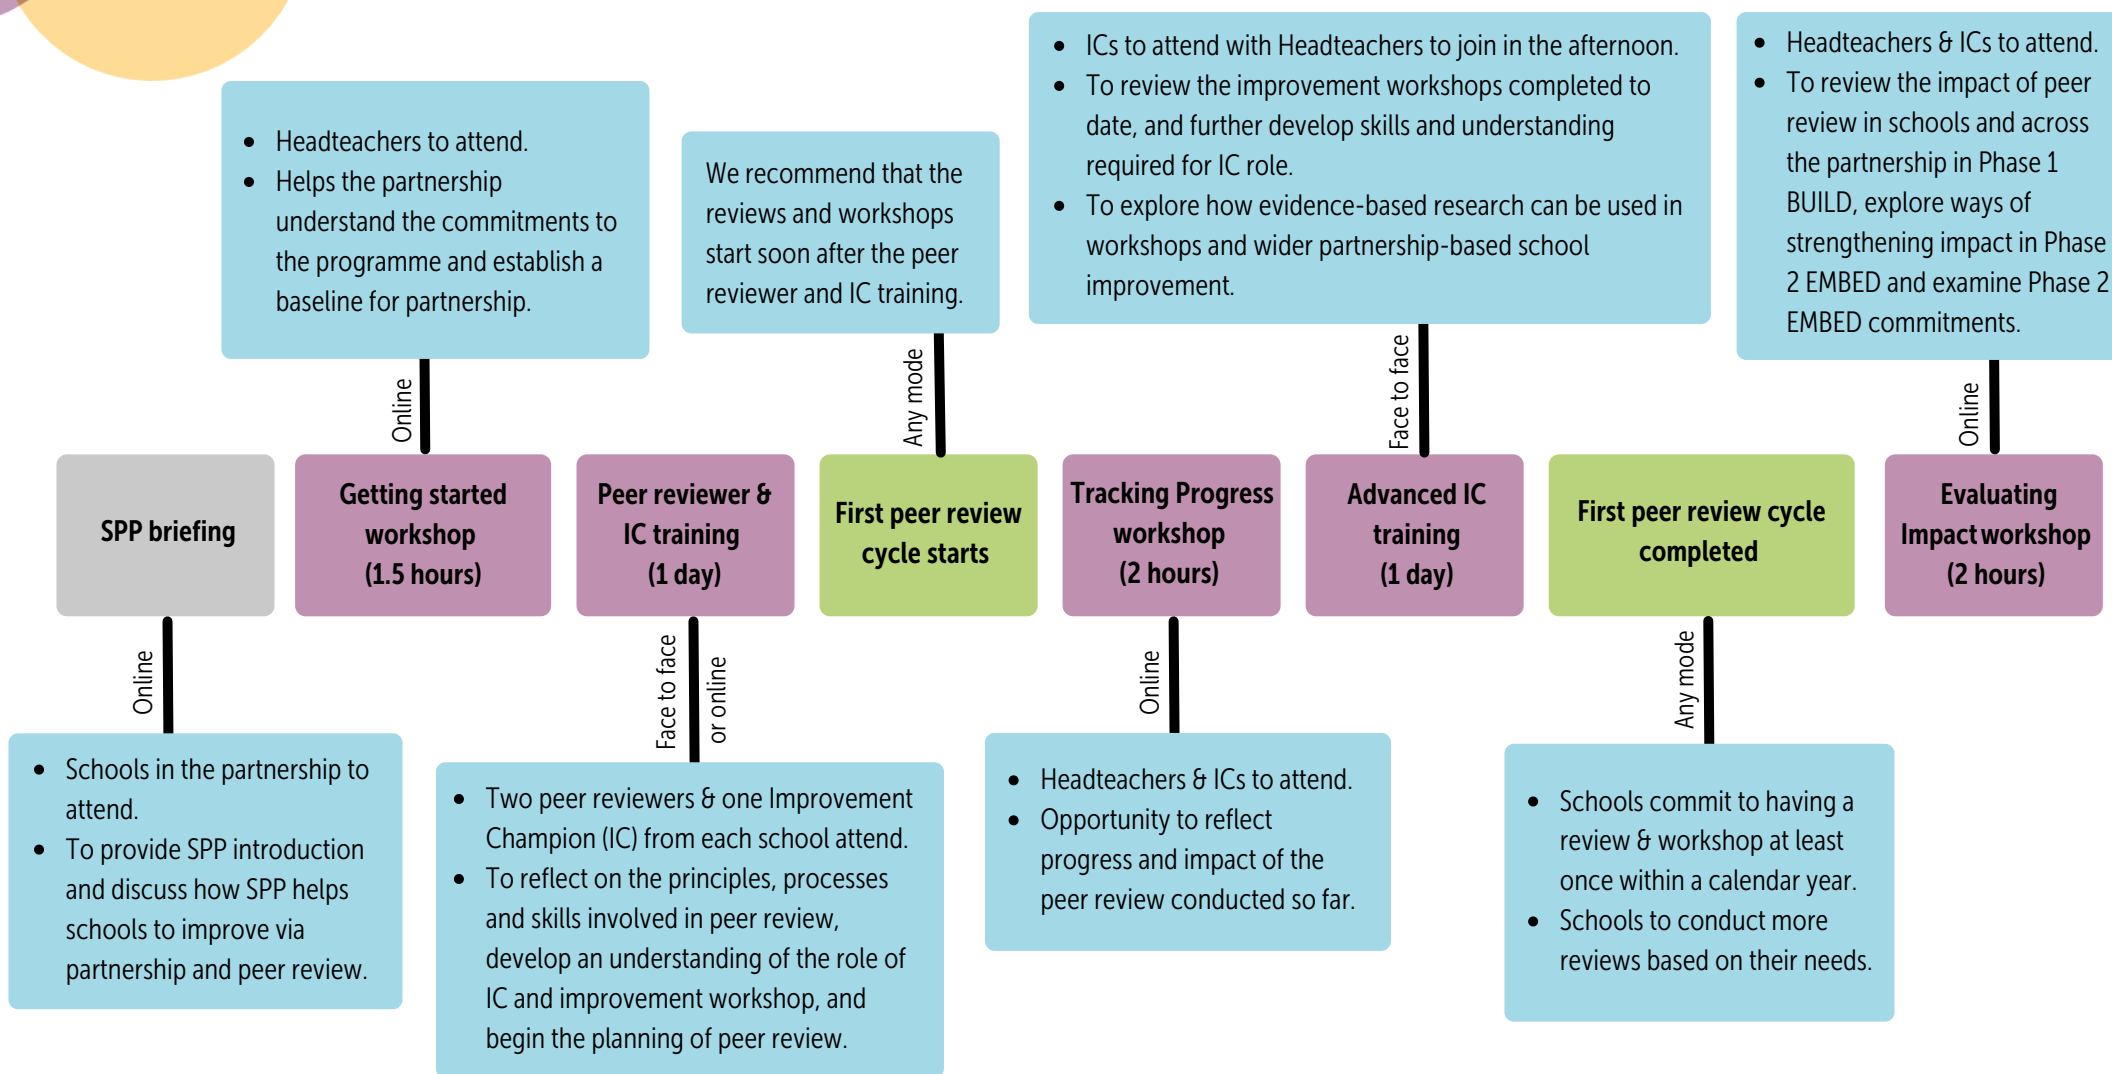 • Headteachers to attend.
• Helps the partnership
understand the commitments to
the programme and establish a
baseline for partnership.
We recommend that the
reviews and workshops
start soon after the peer
reviewer and IC training.
• ICs to attend with Headteachers to join in the afternoon.
• To review the improvement workshops completed to
date, and further develop skills and understanding
required for IC role.
• To explore how evidence-based research can be used in
workshops and wider partnership-based school
improvement.
• Headteachers & ICs to attend.
• To review the impact of peer
review in schools and across
the partnership in Phase 1
BUILD, explore ways of
strengthening impact in Phase
2 EMBED and examine Phase 2
EMBED commitments.
Online
Any mode
Face to face
Online
SPP briefing
Getting started
workshop
(1.5 hours)
Peer reviewer &
IC training
(1 day)
First peer review
cycle starts
Tracking Progress
workshop
(2 hours)
Advanced IC
training
(1 day)
First peer review cycle
completed
Evaluating
Impact workshop
(2 hours)
Online
Face to face
or online
Online
Any mode
• Schools in the partnership to
attend.
• To provide SPP introduction
and discuss how SPP helps
schools to improve via
partnership and peer review.
• Two peer reviewers & one Improvement
Champion (IC) from each school attend.
• To reflect on the principles, processes
and skills involved in peer review,
develop an understanding of the role of
IC and improvement workshop, and
begin the planning of peer review.
• Headteachers & ICs to attend.
• Opportunity to reflect
progress and impact of the
peer review conducted so far.
• Schools commit to having a
review & workshop at least
once within a calendar year.
• Schools to conduct more
reviews based on their needs.